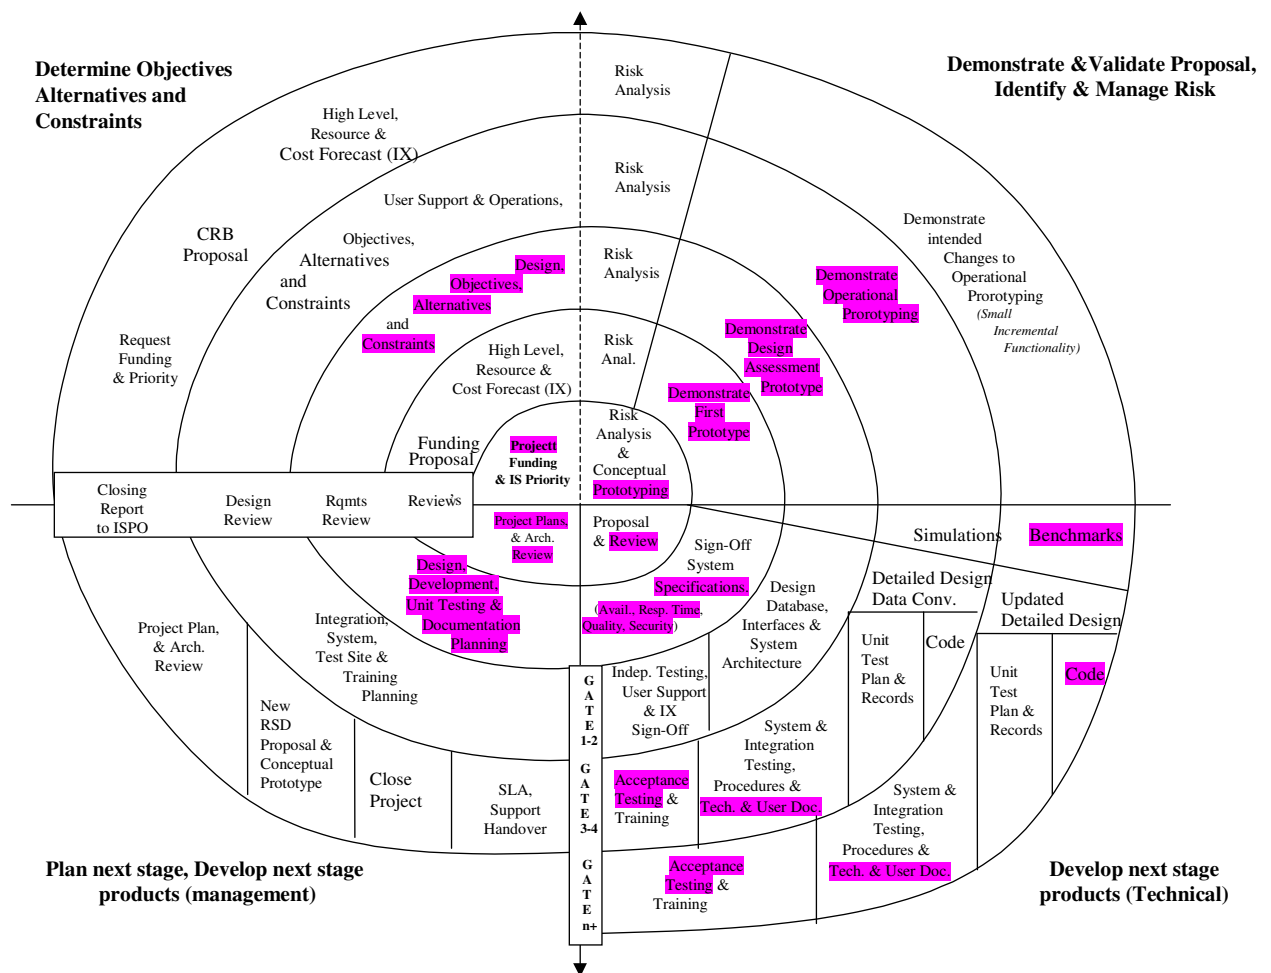 Determine Objectives
Alternatives and
Constraints
Demonstrate &Validate Proposal,
Identify & Manage Risk
Risk
Analysis
High Level,
Resource &
Cost Forecast (IX)
Risk
Analysis
User Support & Operations,
CRB
Proposal
Objectives,
Alternatives
and
Constraints
Design,
Objectives,
Alternatives
and
Constraints
Risk
Analysis
Demonstrate
intended
Changes to
Operational
Prorotyping
(Small
Incremental
Functionality)
Demonstrate
Operational
Prorotyping
Demonstrate
Design
Assessment
Prototype
Request
Funding
& Priority
High Level,
Resource &
Cost Forecast (IX)
Risk
Anal.
Demonstrate
First
Prototype
Funding
Proposal
Projectt
Funding
& IS Priority
Risk
Analysis
&
Conceptual
Prototyping
Closing
Report
to ISPO
Design
Review
Rqmts
Review
Reviews
Project Plans,
& Arch.
Review
Proposal
& Review
Simulations
Benchmarks
Sign-Off
System
Specifications.
(Avail., Resp. Time,
Quality, Security)
Design,
Development,
Unit Testing &
Documentation
Planning
Design
Database,
Interfaces &
System
Architecture
Detailed Design
Data Conv.
Updated
Detailed Design
Project Plan,
& Arch.
Review
Integration,
System,
Test Site &
Training
Planning
Unit
Test
Plan &
Records
Code
Unit
Test
Plan &
Records
Code
New
RSD
Proposal &
Conceptual
Prototype
Close
Project
SLA,
Support
Handover
G
A
T
E
1-2
G
A
T
E
3-4
G
A
T
E
n+
Indep. Testing,
User Support
& IX
Sign-Off
System &
Integration
Testing,
Procedures &
Tech. & User Doc.
Acceptance
Testing &
Training
System &
Integration
Testing,
Procedures &
Tech. & User Doc.
Acceptance
Testing &
Training
Plan next stage, Develop next stage
products (management)
Develop next stage
products (Technical)